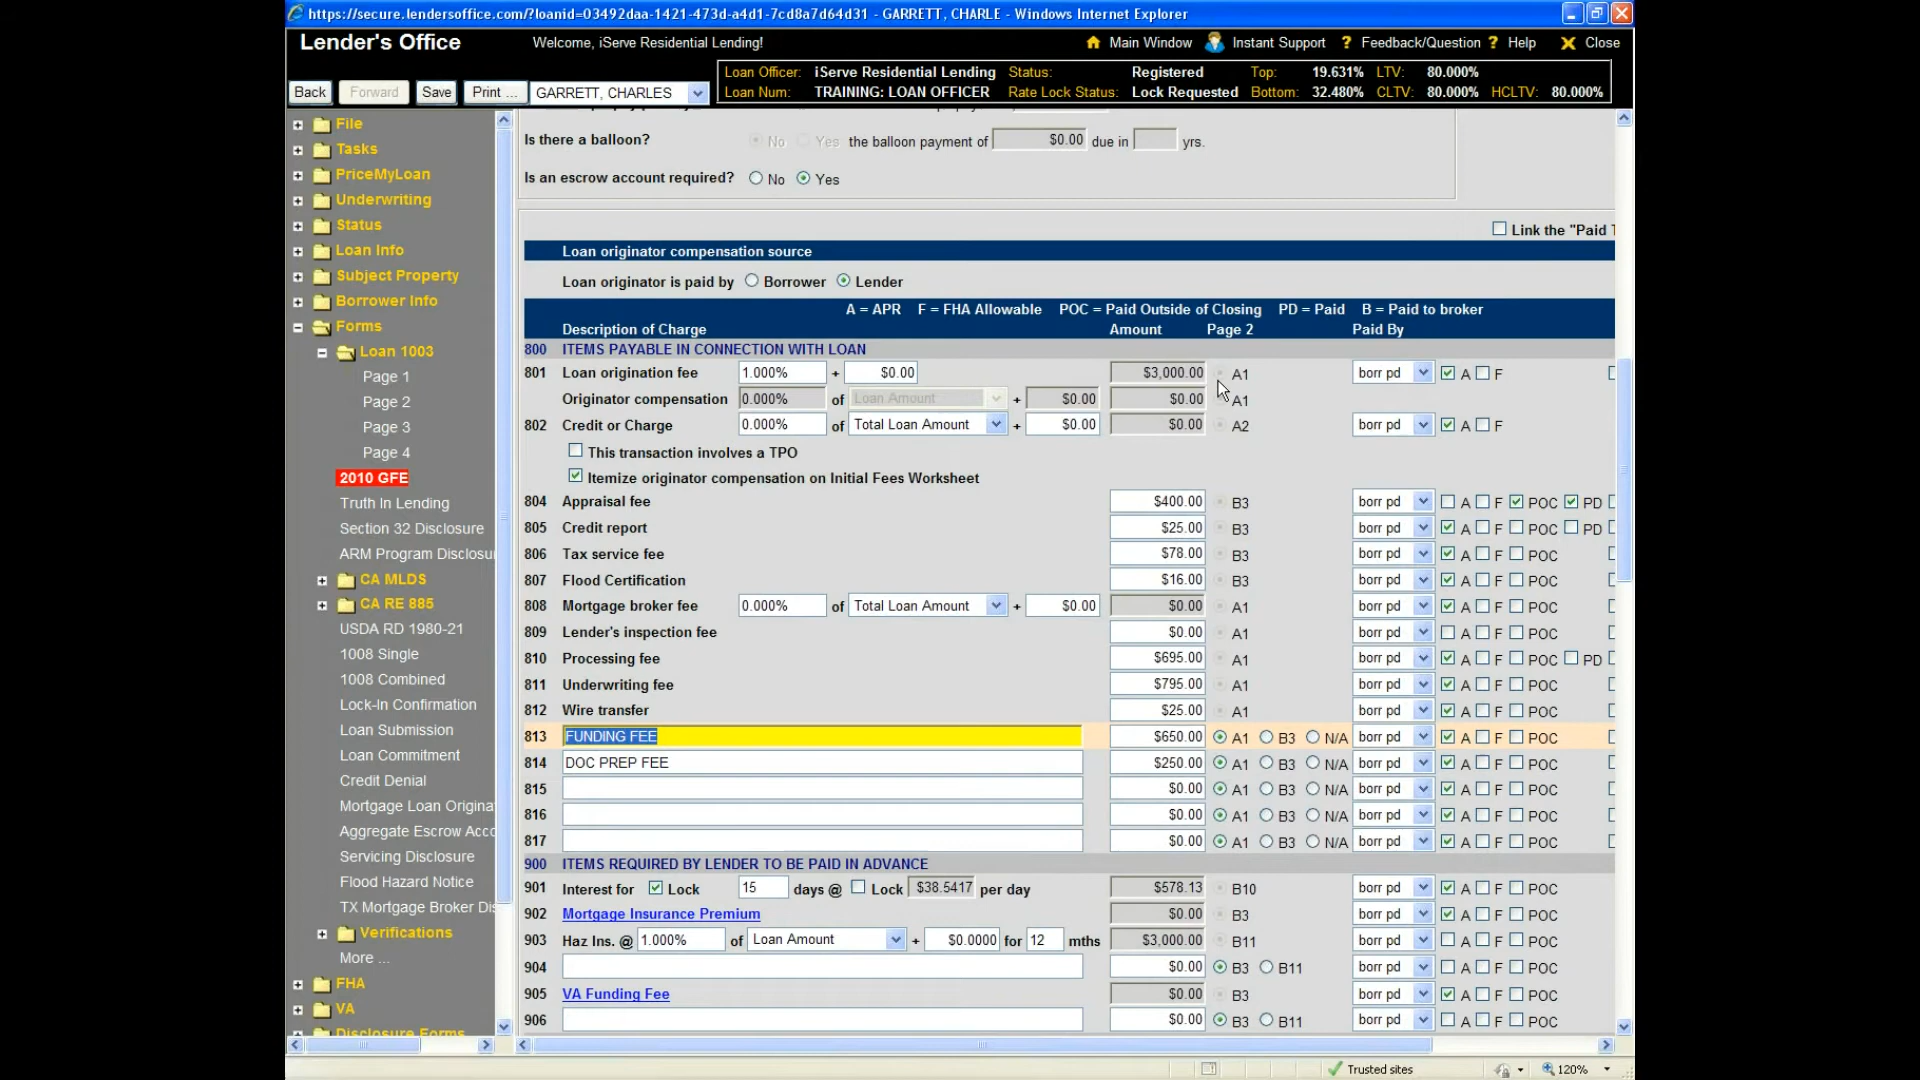 https://secure.lendersoffice.com/?loanid=03492daa-1421-473d-a4d1-7cd8a7d64d31 - GARRETT, CHARLE - Windows Internet Explorer
Lender's Office Welcome, iServe Residential Lending! Main Window Instant Support ? Feedback/Question ? Help Close
Loan Officer: iServe Residential Lending Status: Registered Top: 19.631% LTV: 80.000%
Back Forward Save Print ... GARRETT, CHARLES Loan Num: TRAINING: LOAN OFFICER Rate Lock Status: Lock Requested Bottom: 32.480% CLTV: 80.000% HCLTV: 80.000%
File
Tasks
PriceMyLoan
Underwriting
Status
Loan Info
Subject Property
Borrower Info
Forms
Loan 1003
Page 1
Page 2
Page 3
Page 4
2010 GFE
Truth In Lending
Section 32 Disclosure
ARM Program Disclosu
CA MLDS
CA RE 885
USDA RD 1980-21
1008 Single
1008 Combined
Lock-In Confirmation
Loan Submission
Loan Commitment
Credit Denial
Mortgage Loan Origina
Aggregate Escrow Acco
Servicing Disclosure
Flood Hazard Notice
TX Mortgage Broker Dis
Verifications
More ...
FHA
VA
Disclosure Forms
Is there a balloon? No Yes the balloon payment of $0.00 due in yrs.
Is an escrow account required? No Yes
Link the "Paid T
Loan originator compensation source
Loan originator is paid by Borrower Lender
A = APR F = FHA Allowable POC = Paid Outside of Closing PD = Paid B = Paid to broker
Description of Charge Amount Page 2 Paid By
800 ITEMS PAYABLE IN CONNECTION WITH LOAN
801 Loan origination fee 1.000% + $0.00 $3,000.00 A1 borr pd A F
Originator compensation 0.000% of Loan Amount + $0.00 $0.00 A1
802 Credit or Charge 0.000% of Total Loan Amount + $0.00 $0.00 A2 borr pd A F
This transaction involves a TPO
Itemize originator compensation on Initial Fees Worksheet
804 Appraisal fee $400.00 B3 borr pd A F POC PD
805 Credit report $25.00 B3 borr pd A F POC PD
806 Tax service fee $78.00 B3 borr pd A F POC
807 Flood Certification $16.00 B3 borr pd A F POC
808 Mortgage broker fee 0.000% of Total Loan Amount + $0.00 $0.00 A1 borr pd A F POC
809 Lender's inspection fee $0.00 A1 borr pd A F POC
810 Processing fee $695.00 A1 borr pd A F POC PD
811 Underwriting fee $795.00 A1 borr pd A F POC
812 Wire transfer $25.00 A1 borr pd A F POC
813 FUNDING FEE $650.00 A1 B3 N/A borr pd A F POC
814 DOC PREP FEE $250.00 A1 B3 N/A borr pd A F POC
815 $0.00 A1 B3 N/A borr pd A F POC
816 $0.00 A1 B3 N/A borr pd A F POC
817 $0.00 A1 B3 N/A borr pd A F POC
900 ITEMS REQUIRED BY LENDER TO BE PAID IN ADVANCE
901 Interest for Lock 15 days @ Lock $38.5417 per day $578.13 B10 borr pd A F POC
902 Mortgage Insurance Premium $0.00 B3 borr pd A F POC
903 Haz Ins. @ 1.000% of Loan Amount + $0.0000 for 12 mths $3,000.00 B11 borr pd A F POC
904 $0.00 B3 B11 borr pd A F POC
905 VA Funding Fee $0.00 B3 borr pd A F POC
906 $0.00 B3 B11 borr pd A F POC
Trusted sites 120%